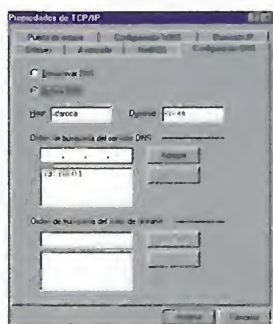 Propiedades de TCP/IP
Puerta de enlace
Configuración WINS
Dirección IP
Enlaces
Avanzado
NetBIOS
Configuración DNS
Desactivar DNS
Activar DNS
Host:
Dominio:
Orden de búsqueda del servidor DNS
Agregar
Orden de búsqueda del sufijo de dominio
Aceptar
Cancelar